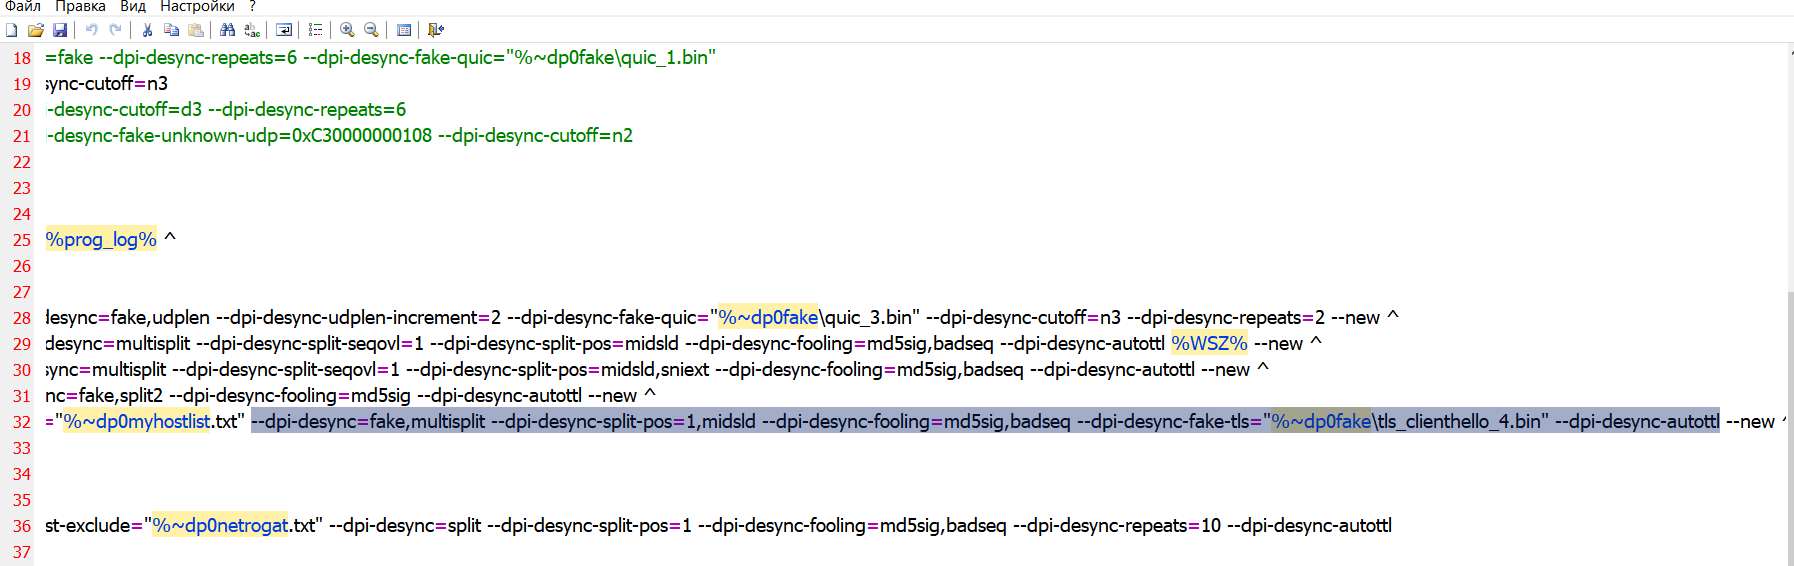 Файл Правка Вид Настройки ?
18 =fake --dpi-desync-repeats=6 --dpi-desync-fake-quic="%~dp0fake\quic_1.bin"
19 sync-cutoff=n3
20 -desync-cutoff=d3 --dpi-desync-repeats=6
21 -desync-fake-unknown-udp=0xC30000000108 --dpi-desync-cutoff=n2
22
23
24
25 %prog_log% ^
26
27
28 desync=fake,udplen --dpi-desync-udplen-increment=2 --dpi-desync-fake-quic="%~dp0fake\quic_3.bin" --dpi-desync-cutoff=n3 --dpi-desync-repeats=2 --new ^
29 desync=multisplit --dpi-desync-split-seqovl=1 --dpi-desync-split-pos=midsld --dpi-desync-fooling=md5sig,badseq --dpi-desync-autottl %WSZ% --new ^
30 sync=multisplit --dpi-desync-split-seqovl=1 --dpi-desync-split-pos=midsld,sniext --dpi-desync-fooling=md5sig,badseq --dpi-desync-autottl --new ^
31 nc=fake,split2 --dpi-desync-fooling=md5sig --dpi-desync-autottl --new ^
32 ="%~dp0myhostlist.txt" --dpi-desync=fake,multisplit --dpi-desync-split-pos=1,midsld --dpi-desync-fooling=md5sig,badseq --dpi-desync-fake-tls="%~dp0fake\tls_clienthello_4.bin" --dpi-desync-autottl --new ^
33
34
35
36 st-exclude="%~dp0netrogat.txt" --dpi-desync=split --dpi-desync-split-pos=1 --dpi-desync-fooling=md5sig,badseq --dpi-desync-repeats=10 --dpi-desync-autottl
37